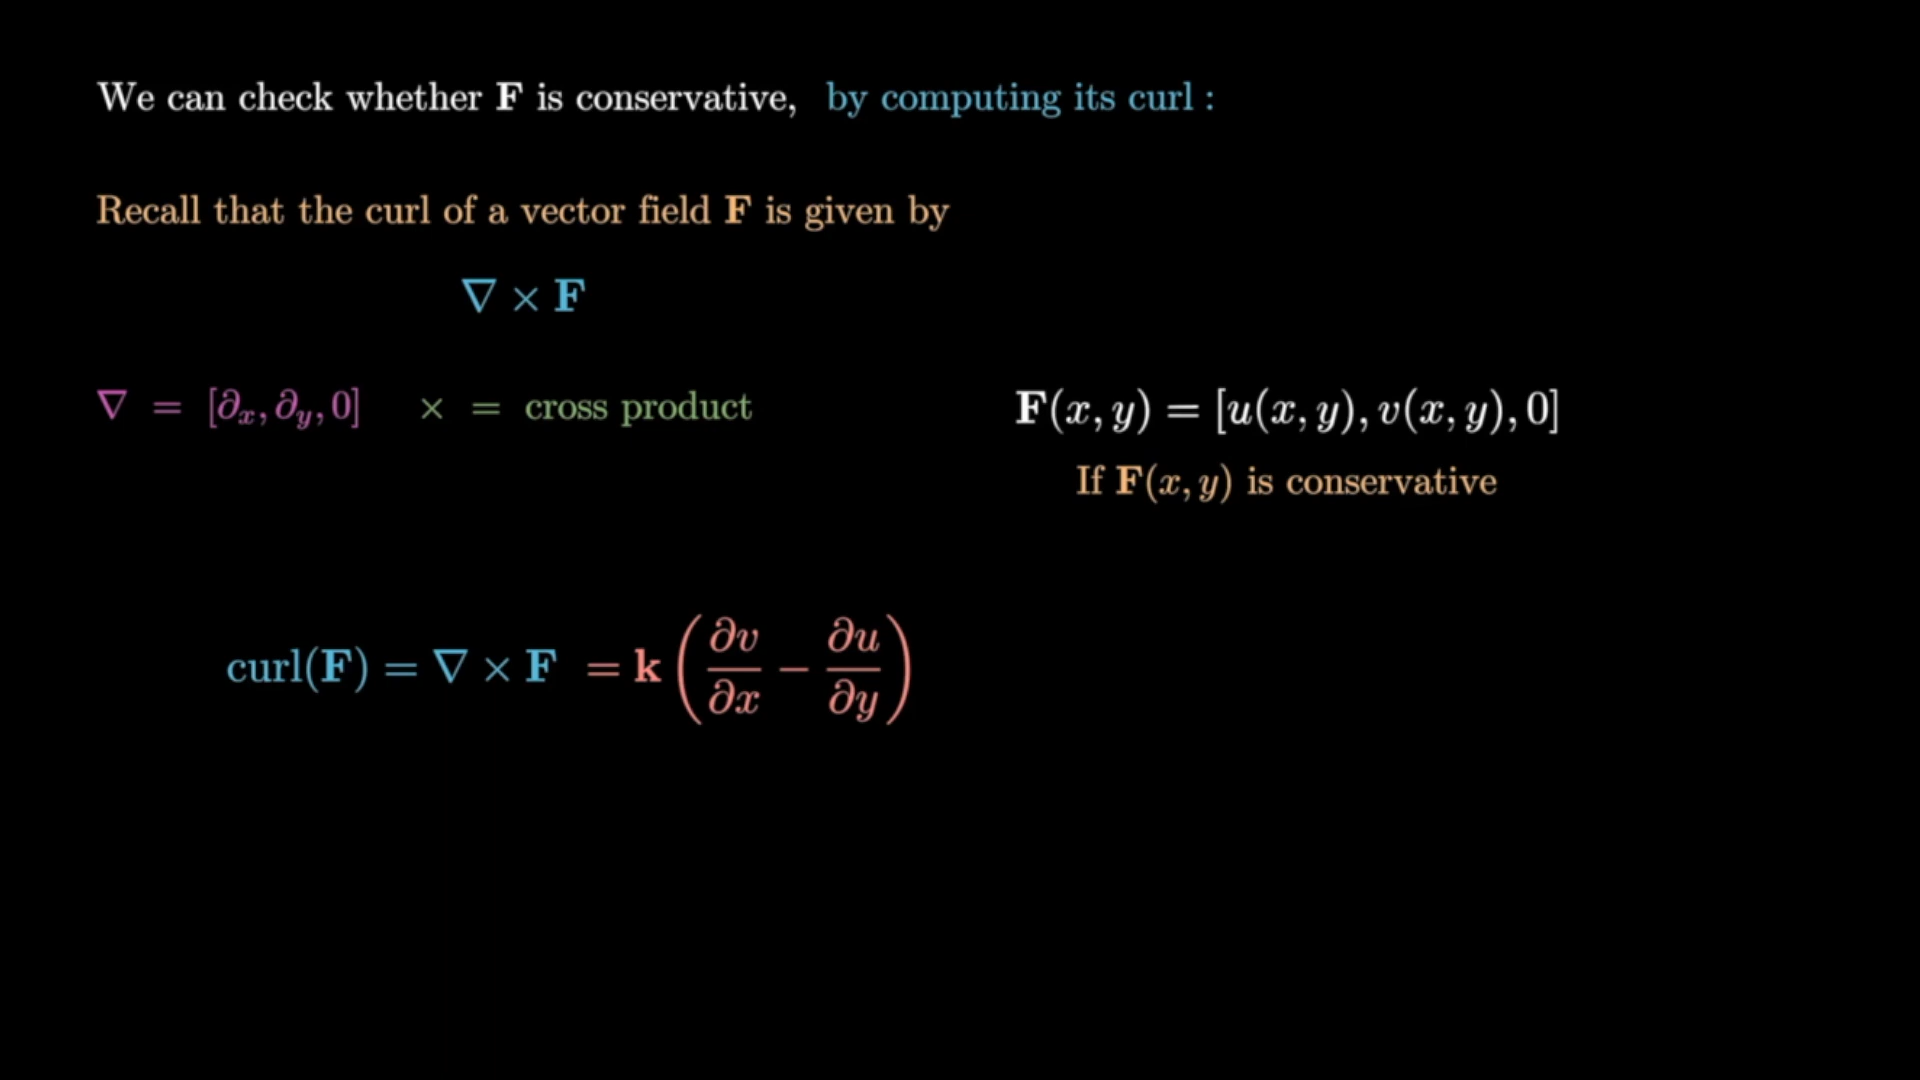 We can check whether F is conservative, by computing its curl :
Recall that the curl of a vector field F is given by
∇ × F
∇ = [∂ₓ, ∂ᵧ, 0] × = cross product
F(x, y) = [u(x, y), v(x, y), 0]
If F(x, y) is conservative
curl(F) = ∇ × F = k (∂v/∂x − ∂u/∂y)